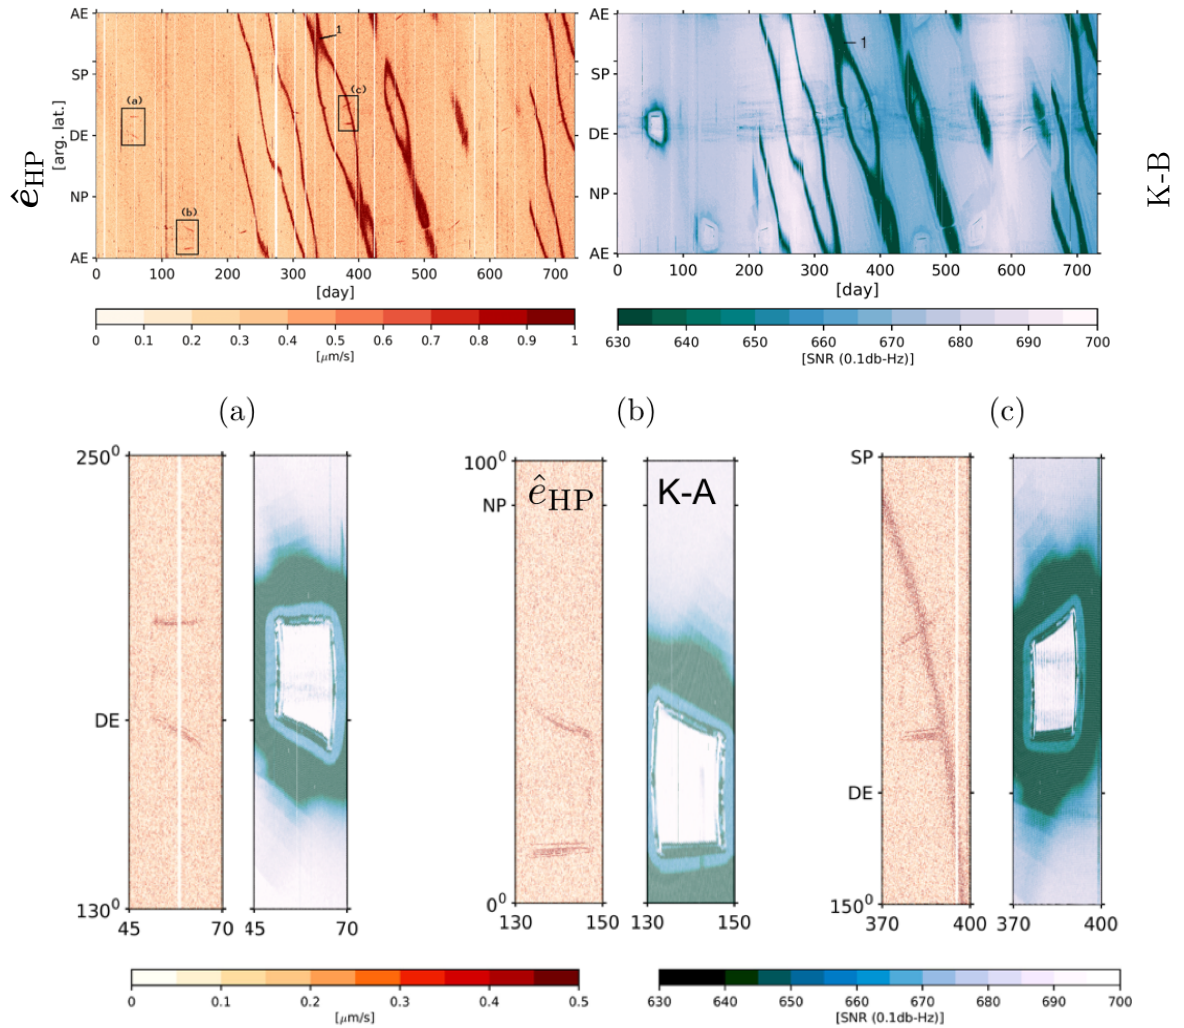 AE
SP
DE
NP
AE
[arg. lat.]
ê_HP
1
(a)
(b)
(c)
0 100 200 300 400 500 600 700
[day]
0 0.1 0.2 0.3 0.4 0.5 0.6 0.7 0.8 0.9 1
[μm/s]
AE
SP
DE
NP
AE
1
K-B
0 100 200 300 400 500 600 700
[day]
630 640 650 660 670 680 690 700
[SNR (0.1db-Hz)]
(a) (b) (c)
250⁰
DE
130⁰
45 70 45 70
100⁰
NP
0⁰
ê_HP K-A
130 150 130 150
SP
DE
150⁰
370 400 370 400
0 0.1 0.2 0.3 0.4 0.5
[μm/s]
630 640 650 660 670 680 690 700
[SNR (0.1db-Hz)]